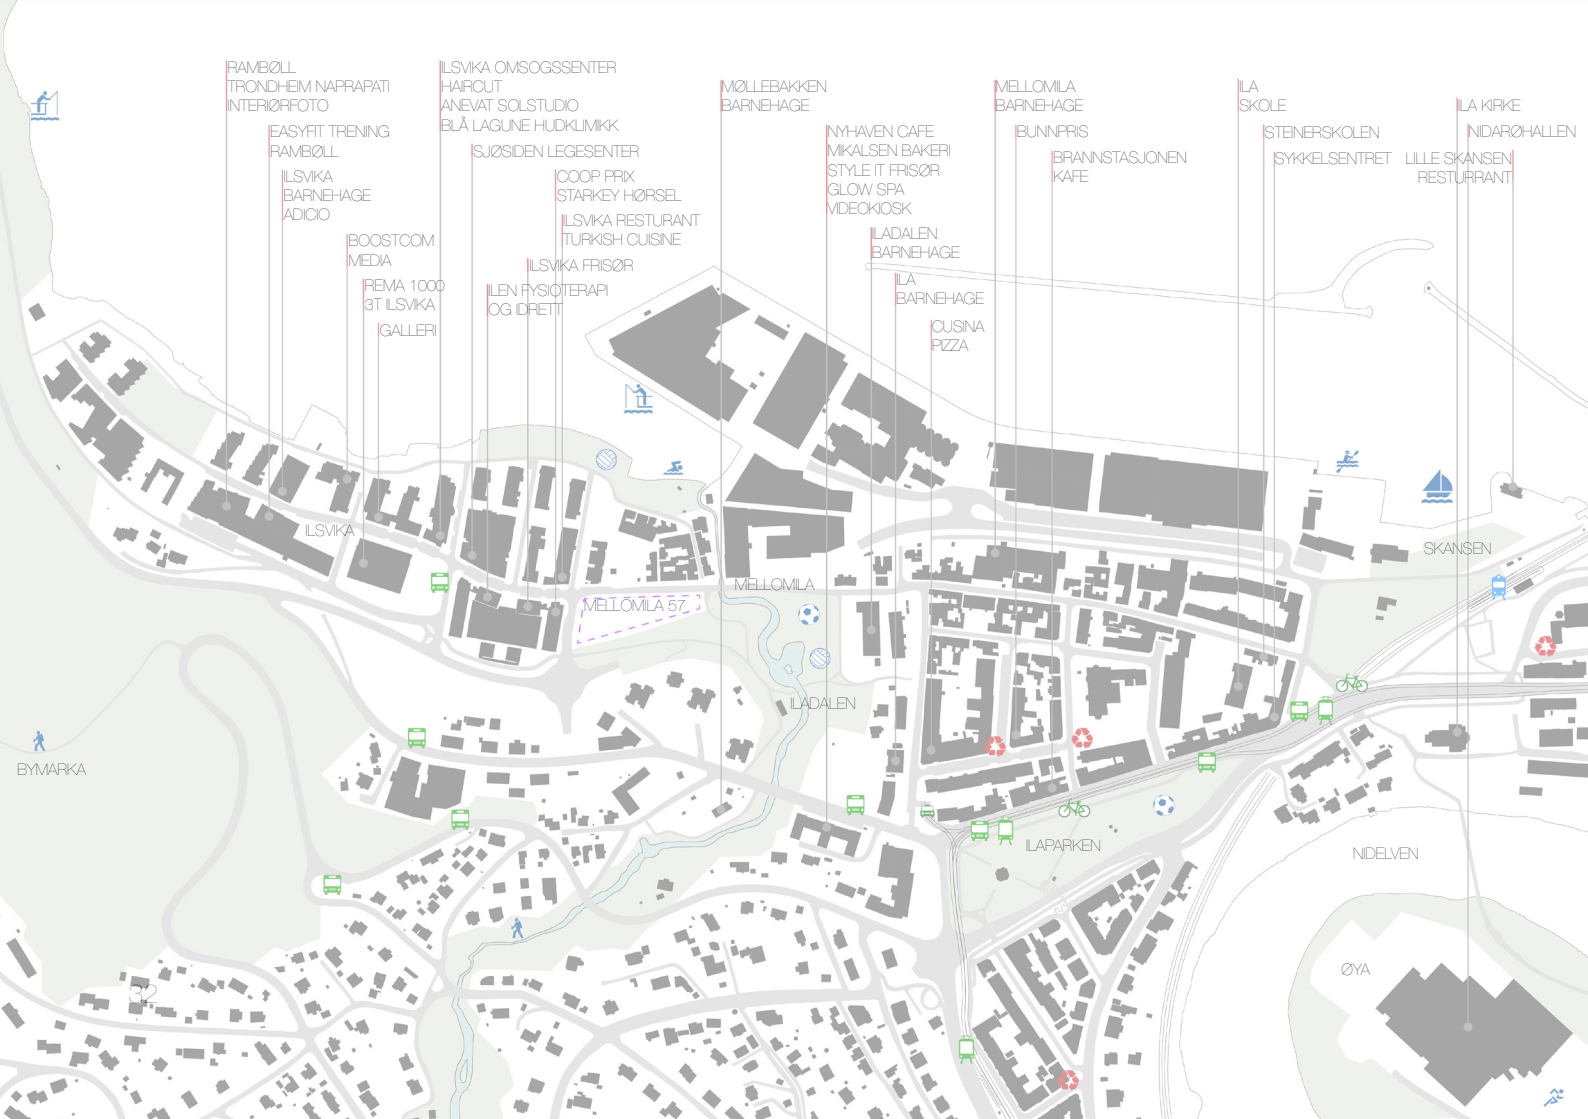 RAMBØLL
TRONDHEIM NAPRAPATI
INTERIØRFOTO
EASYFIT TRENING
RAMBØLL
ILSVIKA
BARNEHAGE
ADICIO
BOOSTCOM
MEDIA
REMA 1000
3T ILSVIKA
GALLERI
ILSVIKA OMSOGSSENTER
HAIRCUT
ANEVAT SOLSTUDIO
BLÅ LAGUNE HUDKLIMIKK
SJØSIDEN LEGESENTER
COOP PRIX
STARKEY HØRSEL
ILSVIKA RESTURANT
TURKISH CUISINE
ILSVIKA FRISØR
ILEN FYSIOTERAPI
OG IDRETT
MØLLEBAKKEN
BARNEHAGE
NYHAVEN CAFE
MIKALSEN BAKERI
STYLE IT FRISØR
GLOW SPA
VIDEOKIOSK
ILADALEN
BARNEHAGE
ILA
BARNEHAGE
CUSINA
PIZZA
MELLOMILA
BARNEHAGE
BUNNPRIS
BRANNSTASJONEN
KAFE
ILA
SKOLE
STEINERSKOLEN
SYKKELSENTRET
ILA KIRKE
NIDARØHALLEN
LILLE SKANSEN
RESTURRANT
ILSVIKA
SKANSEN
MELLOMILA
MELLOMILA 57
ILADALEN
BYMARKA
ILAPARKEN
NIDELVEN
ØYA
32